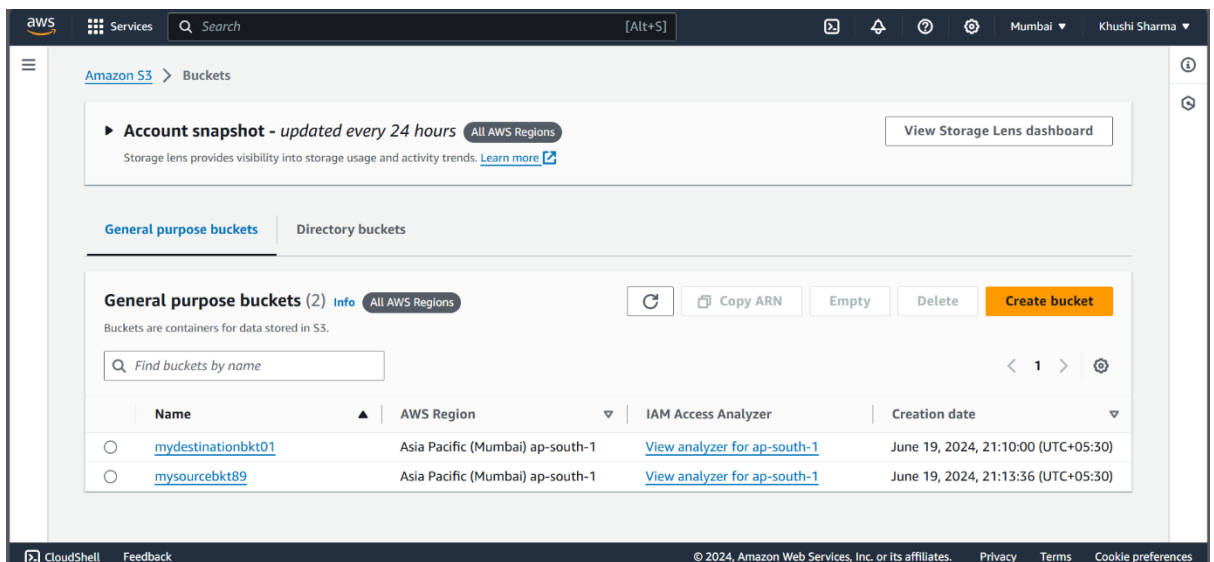 aws Services Search [Alt+S] Mumbai ▼ Khushi Sharma ▼
Amazon S3 > Buckets
Account snapshot - updated every 24 hours All AWS Regions View Storage Lens dashboard
Storage lens provides visibility into storage usage and activity trends. Learn more
General purpose buckets Directory buckets
General purpose buckets (2) Info All AWS Regions Copy ARN Empty Delete Create bucket
Buckets are containers for data stored in S3.
Find buckets by name < 1 >
Name AWS Region IAM Access Analyzer Creation date
mydestinationbkt01 Asia Pacific (Mumbai) ap-south-1 View analyzer for ap-south-1 June 19, 2024, 21:10:00 (UTC+05:30)
mysourcebkt89 Asia Pacific (Mumbai) ap-south-1 View analyzer for ap-south-1 June 19, 2024, 21:13:36 (UTC+05:30)
CloudShell Feedback © 2024, Amazon Web Services, Inc. or its affiliates. Privacy Terms Cookie preferences